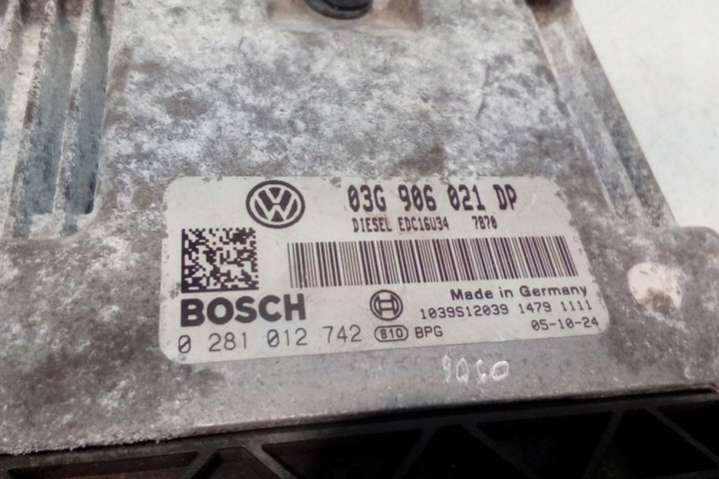 03G 906 021 DP
DIESEL EDC16U34 7870
Made in Germany
BOSCH
1039S12039 1479 1111
0 281 012 742 810 BPG 05-10-24